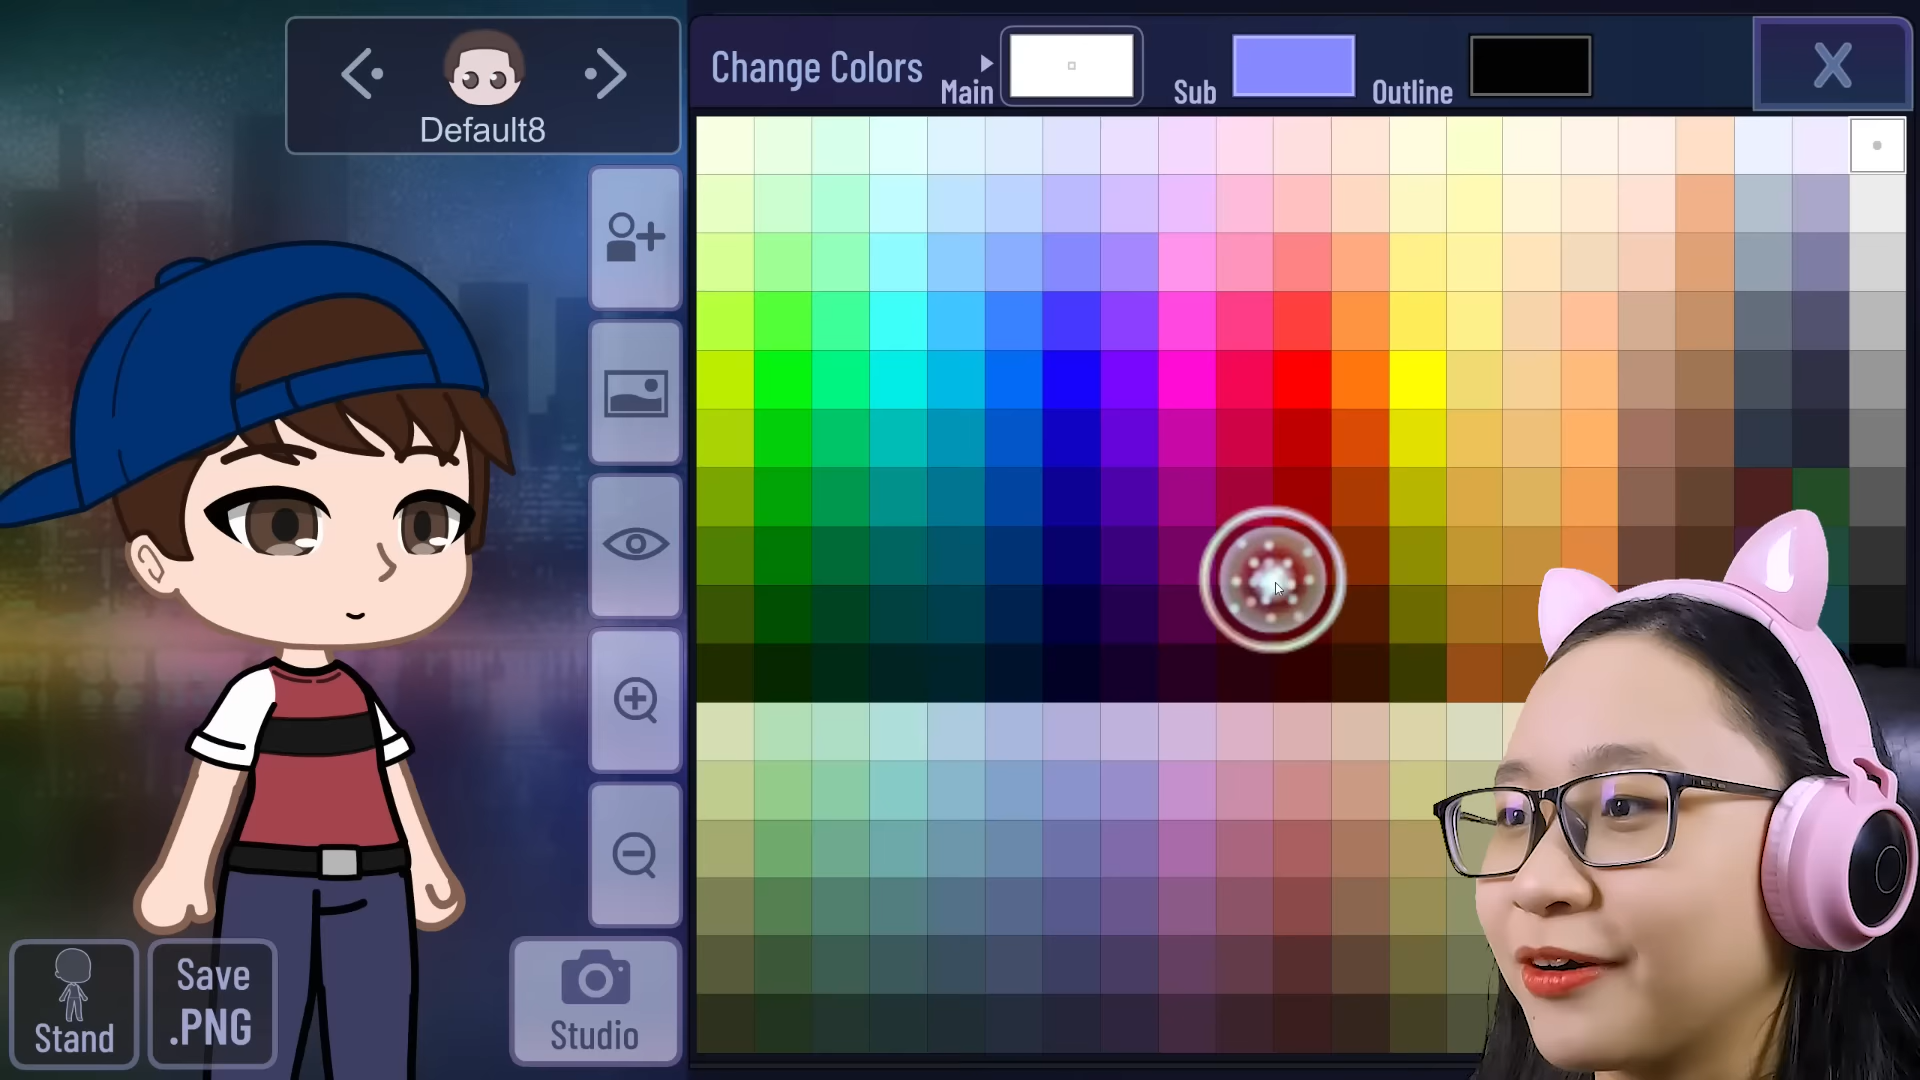 Default8
Change Colors
Main
Sub
Outline
X
Stand
Save
.PNG
Studio